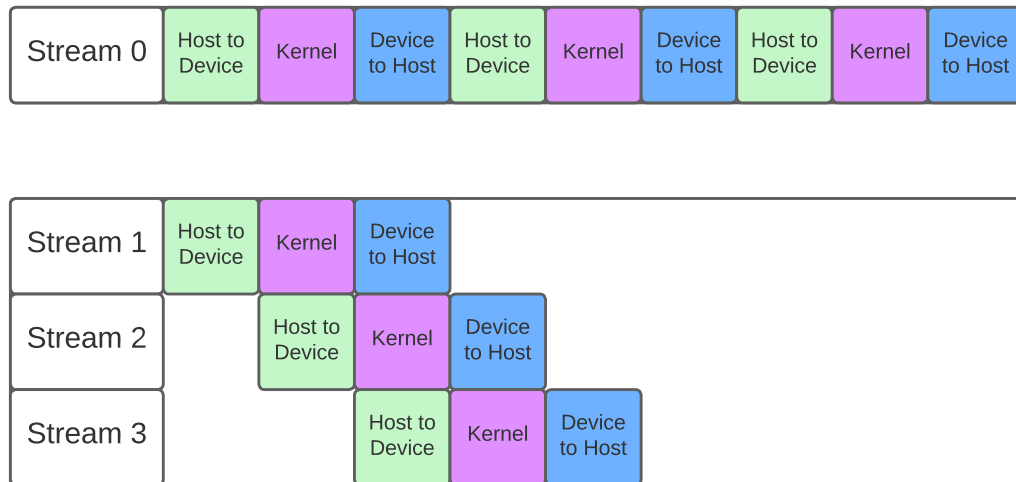 Stream 0
Host to
Device
Kernel
Device
to Host
Host to
Device
Kernel
Device
to Host
Host to
Device
Kernel
Device
to Host
Stream 1
Host to
Device
Kernel
Device
to Host
Stream 2
Host to
Device
Kernel
Device
to Host
Stream 3
Host to
Device
Kernel
Device
to Host